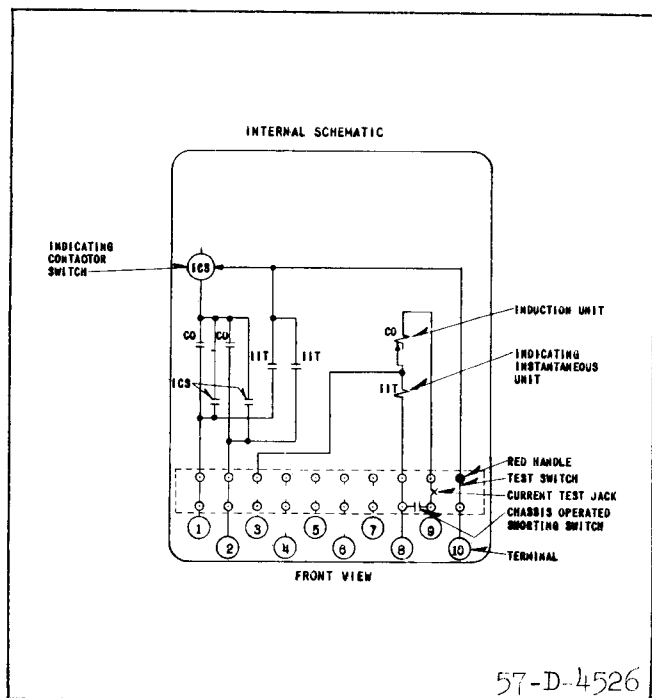 INTERNAL SCHEMATIC
INDICATING
CONTACTOR
SWITCH
ICS
CO
CO
IIT
IIT
ICS
CO
IIT
INDUCTION UNIT
INDICATING
INSTANTANEOUS
UNIT
RED HANDLE
TEST SWITCH
CURRENT TEST JACK
CHASSIS OPERATED
SHORTING SWITCH
TERMINAL
1
2
3
4
5
6
7
8
9
10
FRONT VIEW
57-D-4526